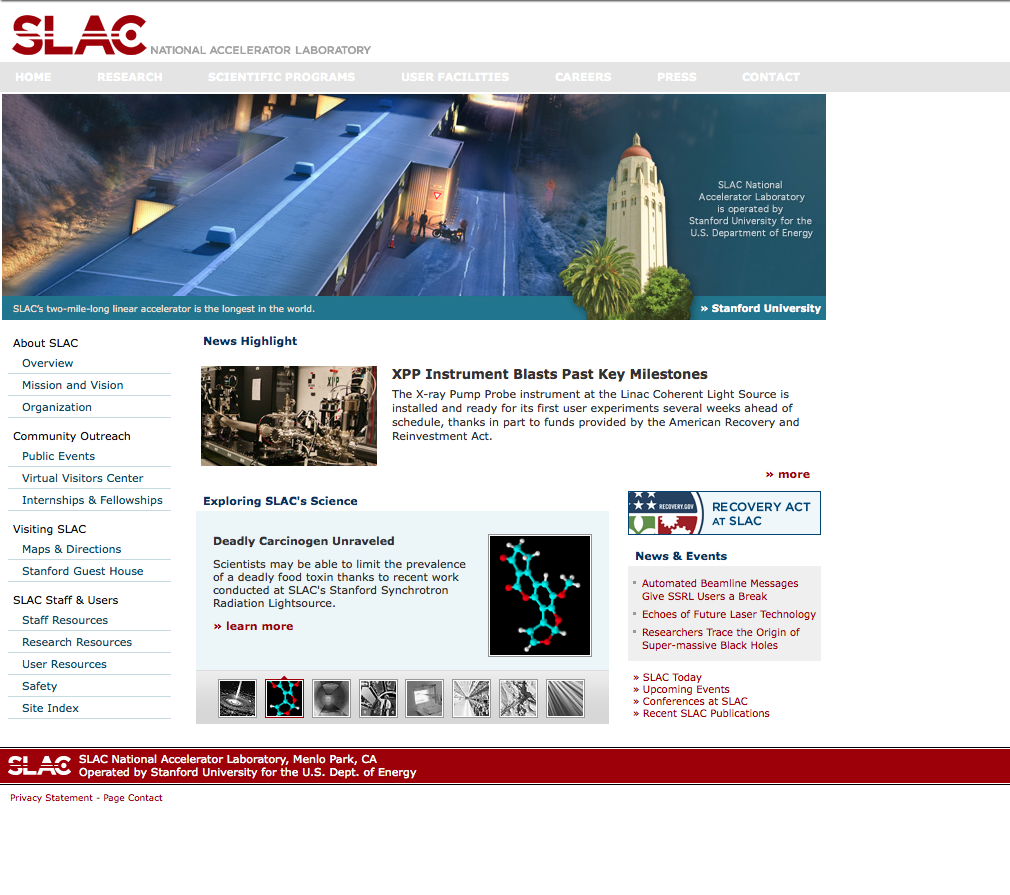 SLAC NATIONAL ACCELERATOR LABORATORY
HOME RESEARCH SCIENTIFIC PROGRAMS USER FACILITIES CAREERS PRESS CONTACT
SLAC National
Accelerator Laboratory
is operated by
Stanford University for the
U.S. Department of Energy
SLAC's two-mile-long linear accelerator is the longest in the world.
» Stanford University
About SLAC
Overview
Mission and Vision
Organization
Community Outreach
Public Events
Virtual Visitors Center
Internships & Fellowships
Visiting SLAC
Maps & Directions
Stanford Guest House
SLAC Staff & Users
Staff Resources
Research Resources
User Resources
Safety
Site Index
News Highlight
XPP
XPP Instrument Blasts Past Key Milestones
The X-ray Pump Probe instrument at the Linac Coherent Light Source is
installed and ready for its first user experiments several weeks ahead of
schedule, thanks in part to funds provided by the American Recovery and
Reinvestment Act.
» more
Exploring SLAC's Science
Deadly Carcinogen Unraveled
Scientists may be able to limit the prevalence
of a deadly food toxin thanks to recent work
conducted at SLAC's Stanford Synchrotron
Radiation Lightsource.
» learn more
RECOVERY.GOV
RECOVERY ACT
AT SLAC
News & Events
Automated Beamline Messages
Give SSRL Users a Break
Echoes of Future Laser Technology
Researchers Trace the Origin of
Super-massive Black Holes
» SLAC Today
» Upcoming Events
» Conferences at SLAC
» Recent SLAC Publications
SLAC
SLAC National Accelerator Laboratory, Menlo Park, CA
Operated by Stanford University for the U.S. Dept. of Energy
Privacy Statement - Page Contact